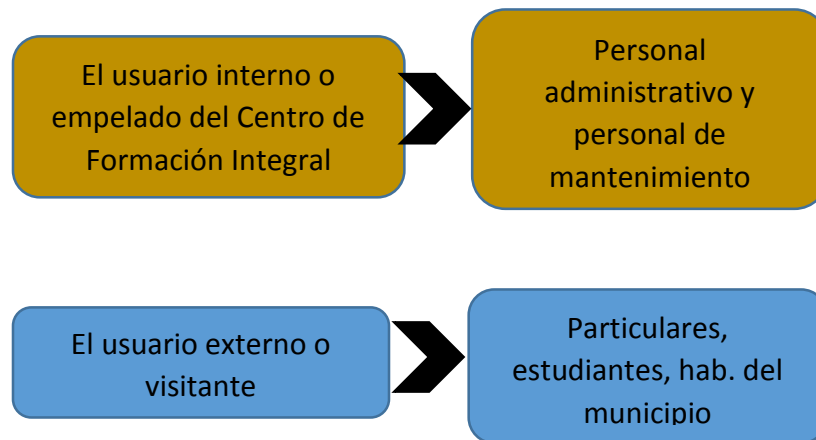 El usuario interno o
empelado del Centro de
Formación Integral
Personal
administrativo y
personal de
mantenimiento
El usuario externo o
visitante
Particulares,
estudiantes, hab. del
municipio